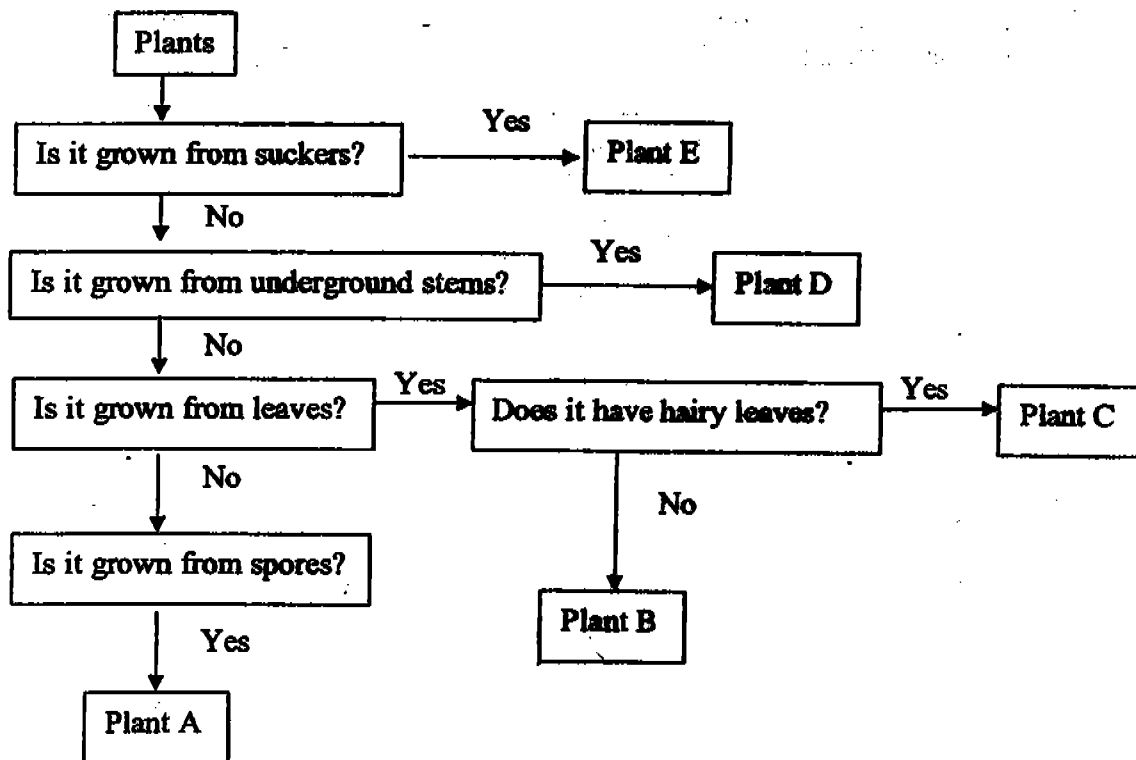 Plants
Is it grown from suckers?
Yes
Plant E
No
Is it grown from underground stems?
Yes
Plant D
No
Is it grown from leaves?
Yes
Does it have hairy leaves?
Yes
Plant C
No
No
Is it grown from spores?
Plant B
Yes
Plant A